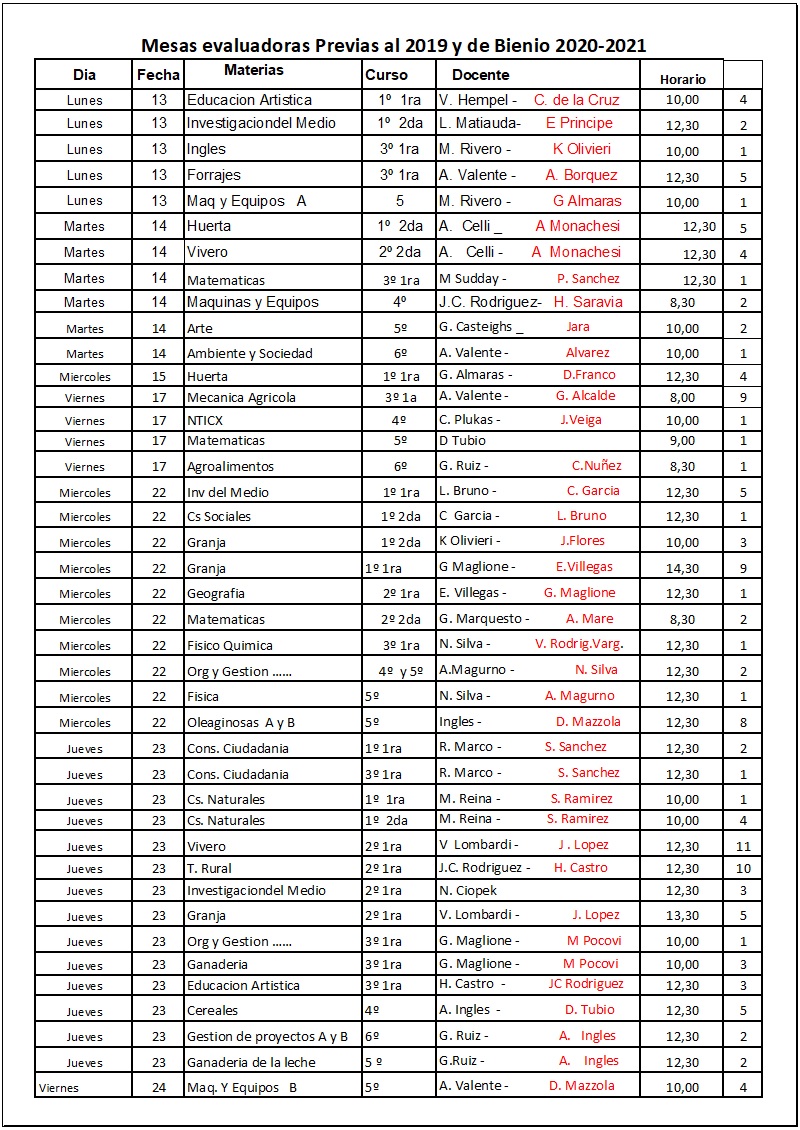 Mesas evaluadoras Previas al 2019 y de Bienio 2020-2021
Dia Fecha Materias Curso Docente Horario
Lunes 13 Educacion Artistica 1º 1ra V. Hempel - C. de la Cruz 10,00 4
Lunes 13 Investigaciondel Medio 1º 2da L. Matiauda- E Principe 12,30 2
Lunes 13 Ingles 3º 1ra M. Rivero - K Olivieri 10,00 1
Lunes 13 Forrajes 3º 1ra A. Valente - A. Borquez 12,30 5
Lunes 13 Maq y Equipos A 5 M. Rivero - G Almaras 10,00 1
Martes 14 Huerta 1º 2da A. Celli _ A Monachesi 12,30 5
Martes 14 Vivero 2º 2da A. Celli - A Monachesi 12,30 4
Martes 14 Matematicas 3º 1ra M Sudday - P. Sanchez 12,30 1
Martes 14 Maquinas y Equipos 4º J.C. Rodriguez- H. Saravia 8,30 2
Martes 14 Arte 5º G. Casteighs _ Jara 10,00 2
Martes 14 Ambiente y Sociedad 6º A. Valente - Alvarez 10,00 1
Miercoles 15 Huerta 1º 1ra G. Almaras - D.Franco 12,30 4
Viernes 17 Mecanica Agricola 3º 1a A. Valente - G. Alcalde 8,00 9
Viernes 17 NTICX 4º C. Plukas - J.Veiga 10,00 1
Viernes 17 Matematicas 5º D Tubio 9,00 1
Viernes 17 Agroalimentos 6º G. Ruiz - C.Nuñez 8,30 1
Miercoles 22 Inv del Medio 1º 1ra L. Bruno - C. Garcia 12,30 5
Miercoles 22 Cs Sociales 1º 2da C Garcia - L. Bruno 12,30 1
Miercoles 22 Granja 1º 2da K Olivieri - J.Flores 10,00 3
Miercoles 22 Granja 1º 1ra G Maglione - E.Villegas 14,30 9
Miercoles 22 Geografia 2º 1ra E. Villegas - G. Maglione 12,30 1
Miercoles 22 Matematicas 2º 2da G. Marquesto - A. Mare 8,30 2
Miercoles 22 Fisico Quimica 3º 1ra N. Silva - V. Rodrig.Varg. 12,30 1
Miercoles 22 Org y Gestion ...... 4º y 5º A.Magurno - N. Silva 12,30 2
Miercoles 22 Fisica 5º N. Silva - A. Magurno 12,30 1
Miercoles 22 Oleaginosas A y B 5º Ingles - D. Mazzola 12,30 8
Jueves 23 Cons. Ciudadania 1º 1ra R. Marco - S. Sanchez 12,30 2
Jueves 23 Cons. Ciudadania 3º 1ra R. Marco - S. Sanchez 12,30 1
Jueves 23 Cs. Naturales 1º 1ra M. Reina - S. Ramirez 10,00 1
Jueves 23 Cs. Naturales 1º 2da M. Reina - S. Ramirez 10,00 4
Jueves 23 Vivero 2º 1ra V Lombardi - J . Lopez 12,30 11
Jueves 23 T. Rural 2º 1ra J.C. Rodriguez - H. Castro 12,30 10
Jueves 23 Investigaciondel Medio 2º 1ra N. Ciopek 12,30 3
Jueves 23 Granja 2º 1ra V. Lombardi - J. Lopez 13,30 5
Jueves 23 Org y Gestion ...... 3º 1ra G. Maglione - M Pocovi 10,00 1
Jueves 23 Ganaderia 3º 1ra G. Maglione - M Pocovi 10,00 3
Jueves 23 Educacion Artistica 3º 1ra H. Castro - JC Rodriguez 12,30 3
Jueves 23 Cereales 4º A. Ingles - D. Tubio 12,30 5
Jueves 23 Gestion de proyectos A y B 6º G. Ruiz - A. Ingles 12,30 2
Jueves 23 Ganaderia de la leche 5 º G.Ruiz - A. Ingles 12,30 2
Viernes 24 Maq. Y Equipos B 5º A. Valente - D. Mazzola 10,00 4